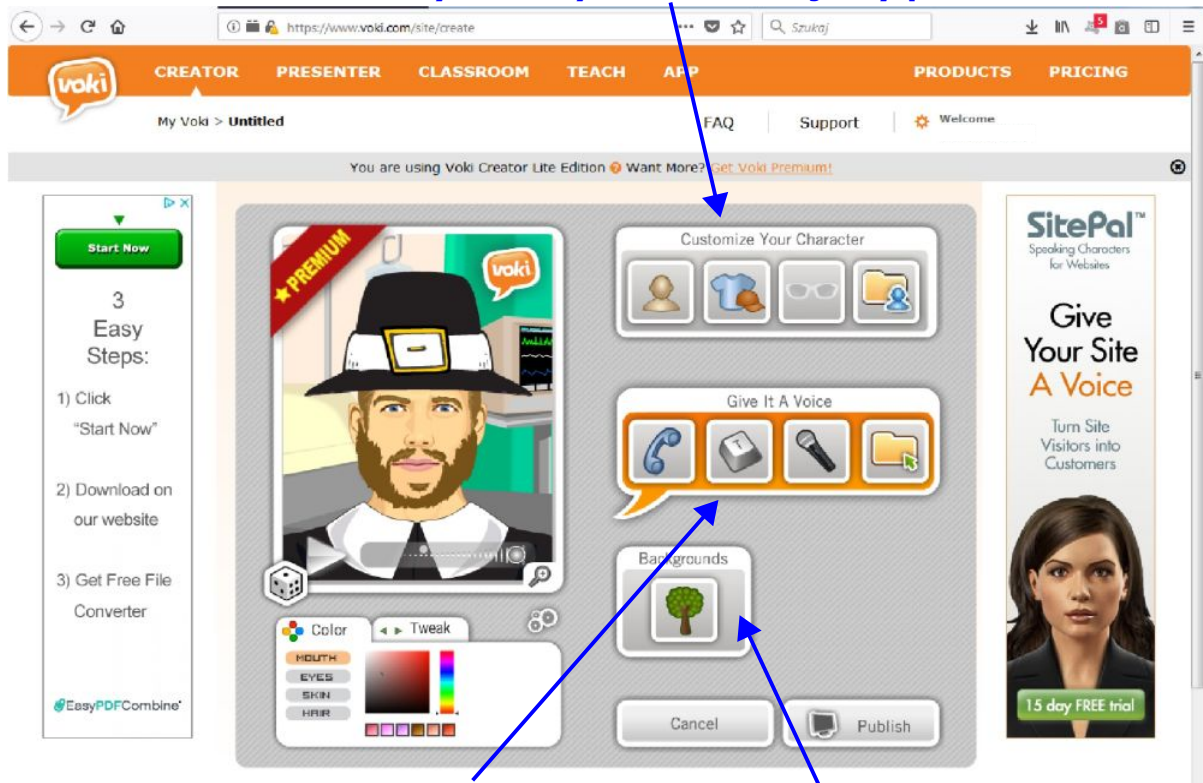 https://www.voki.com/site/create
Szukaj
5
voki
CREATOR PRESENTER CLASSROOM TEACH APP PRODUCTS PRICING
My Voki > Untitled
FAQ
Support
Welcome
You are using Voki Creator Lite Edition ? Want More? Get Voki Premium!
Start Now
3
Easy
Steps:
1) Click
"Start Now"
2) Download on
our website
3) Get Free File
Converter
EasyPDFCombine
PREMIUM
voki
Color
Tweak
MOUTH
EYES
SKIN
HAIR
Customize Your Character
Give It A Voice
T
Backgrounds
Cancel
Publish
SitePal™
Speaking Characters
for Websites
Give
Your Site
A Voice
Turn Site
Visitors into
Customers
15 day FREE trial